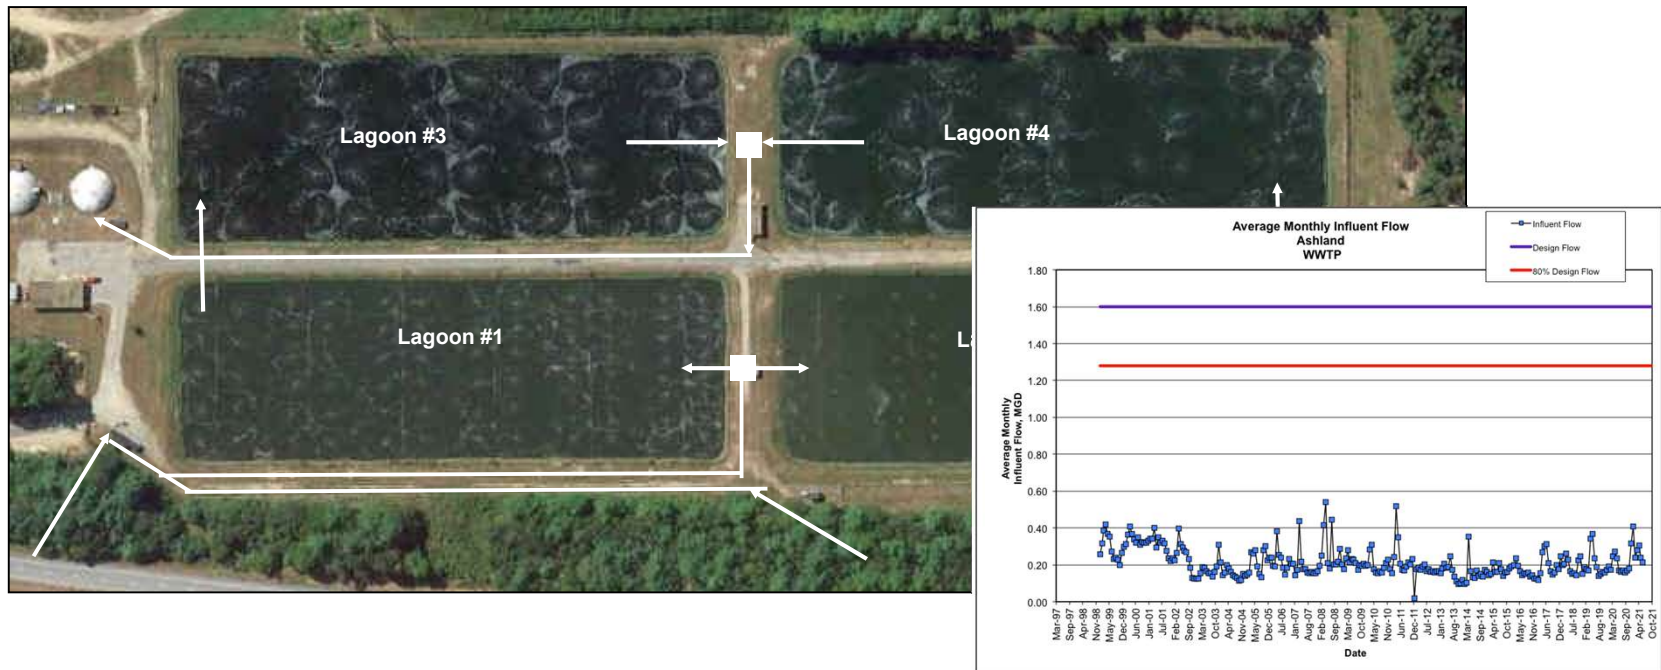 Lagoon #3
Lagoon #4
Lagoon #1
La
Average Monthly Influent Flow
Ashland
WWTP
Influent Flow
Design Flow
80% Design Flow
Average Monthly
Influent Flow, MGD
1.80
1.60
1.40
1.20
1.00
0.80
0.60
0.40
0.20
0.00
Mar-97
Sep-97
Apr-98
Nov-98
May-99
Dec-99
Jun-00
Jan-01
Jul-01
Feb-02
Sep-02
Mar-03
Oct-03
Apr-04
Nov-04
May-05
Dec-05
Jul-06
Jan-07
Aug-07
Feb-08
Sep-08
Mar-09
Oct-09
May-10
Nov-10
Jun-11
Dec-11
Jul-12
Jan-13
Aug-13
Mar-14
Sep-14
Apr-15
Oct-15
May-16
Nov-16
Jun-17
Dec-17
Jul-18
Feb-19
Aug-19
Mar-20
Sep-20
Apr-21
Oct-21
Date